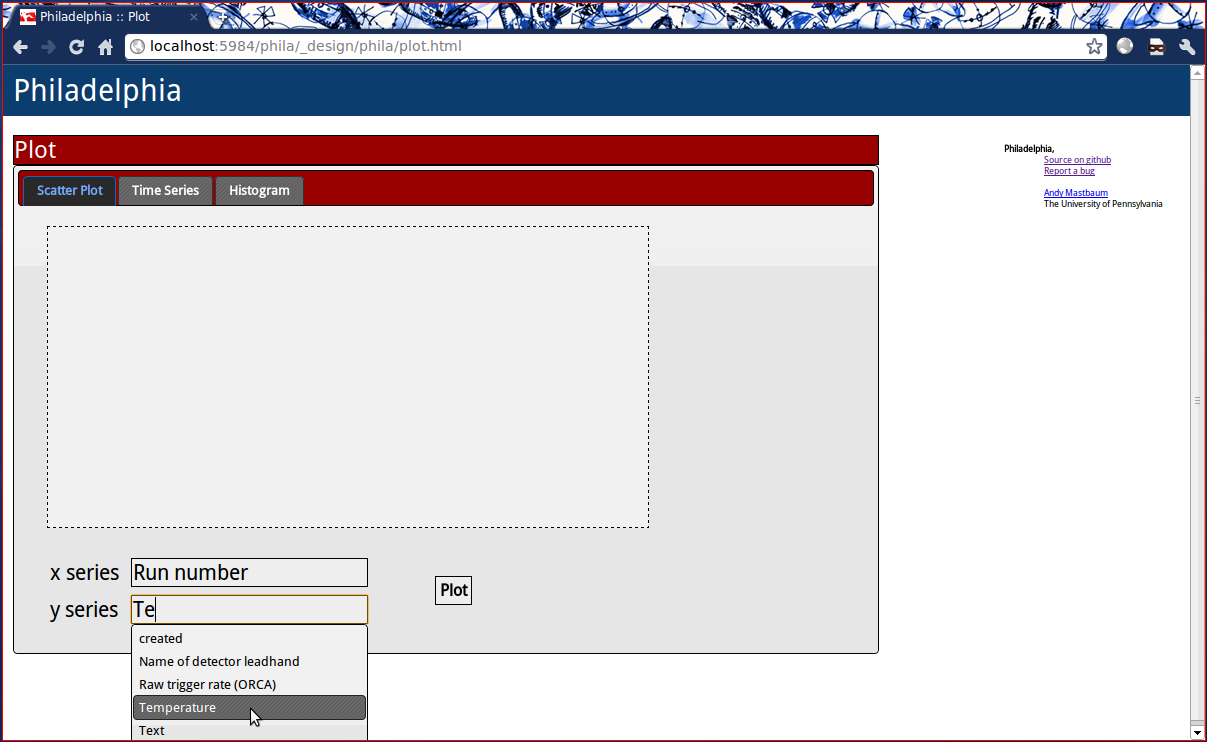 Philadelphia :: Plot
localhost:5984/phila/_design/phila/plot.html
Philadelphia
Plot
Scatter Plot Time Series Histogram
Philadelphia,
Source on github
Report a bug
Andy Mastbaum
The University of Pennsylvania
x series Run number
y series Te
Plot
created
Name of detector leadhand
Raw trigger rate (ORCA)
Temperature
Text